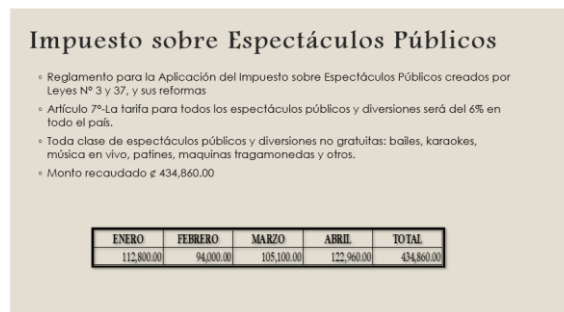 Impuesto sobre Espectáculos Públicos
◦ Reglamento para la Aplicación del Impuesto sobre Espectáculos Públicos creados por
Leyes Nº 3 y 37, y sus reformas
◦ Artículo 7º-La tarifa para todos los espectáculos públicos y diversiones será del 6% en
todo el país.
◦ Toda clase de espectáculos públicos y diversiones no gratuitas: bailes, karaokes,
música en vivo, patines, maquinas tragamonedas y otros.
◦ Monto recaudado ¢ 434,860.00
ENERO FEBRERO MARZO ABRIL TOTAL
112,800.00 94,000.00 105,100.00 122,960.00 434,860.00